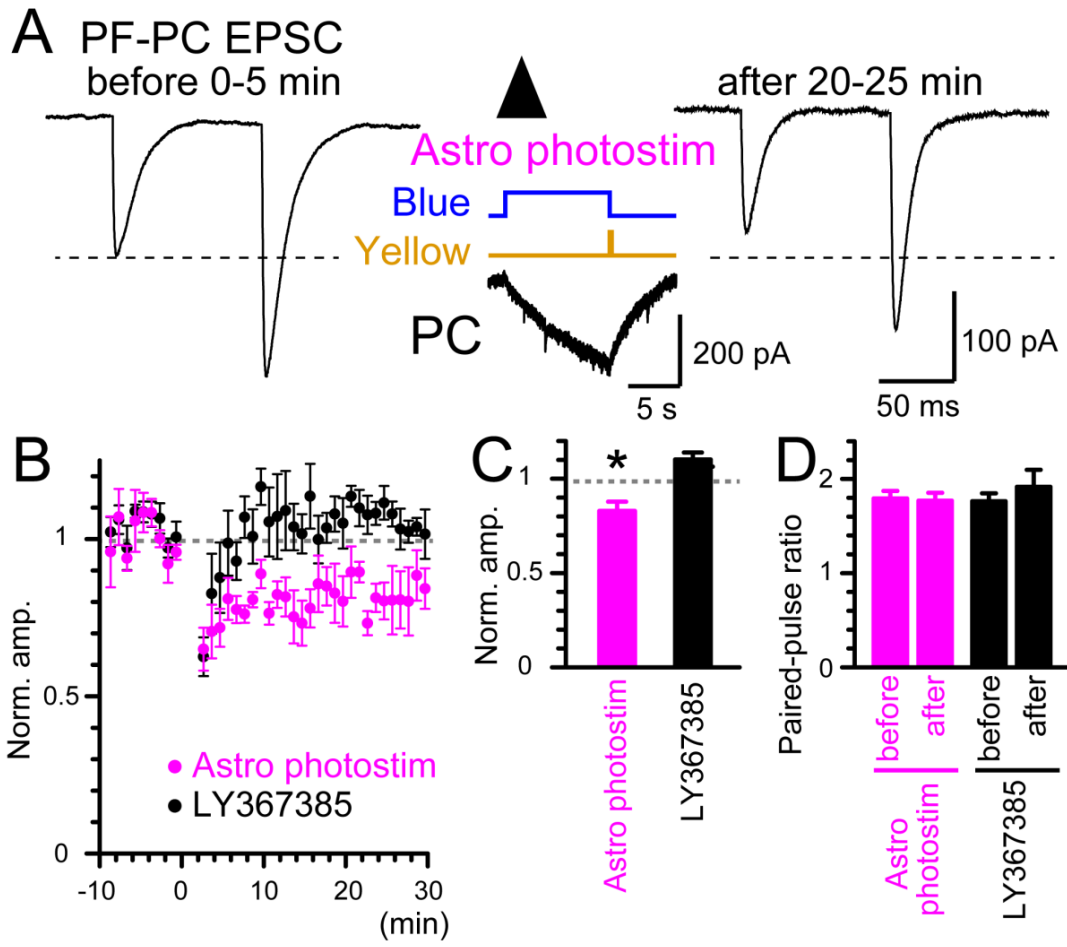 A PF-PC EPSC
before 0-5 min
after 20-25 min
Astro photostim
Blue
Yellow
PC
200 pA
5 s
100 pA
50 ms
B
Norm. amp.
1
0.5
0
-10 0 10 20 30
(min)
Astro photostim
LY367385
C
*
Norm. amp.
1
0.5
0
Astro photostim
LY367385
D
Paired-pulse ratio
2
1
0
before
after
before
after
Astro
photostim
LY367385